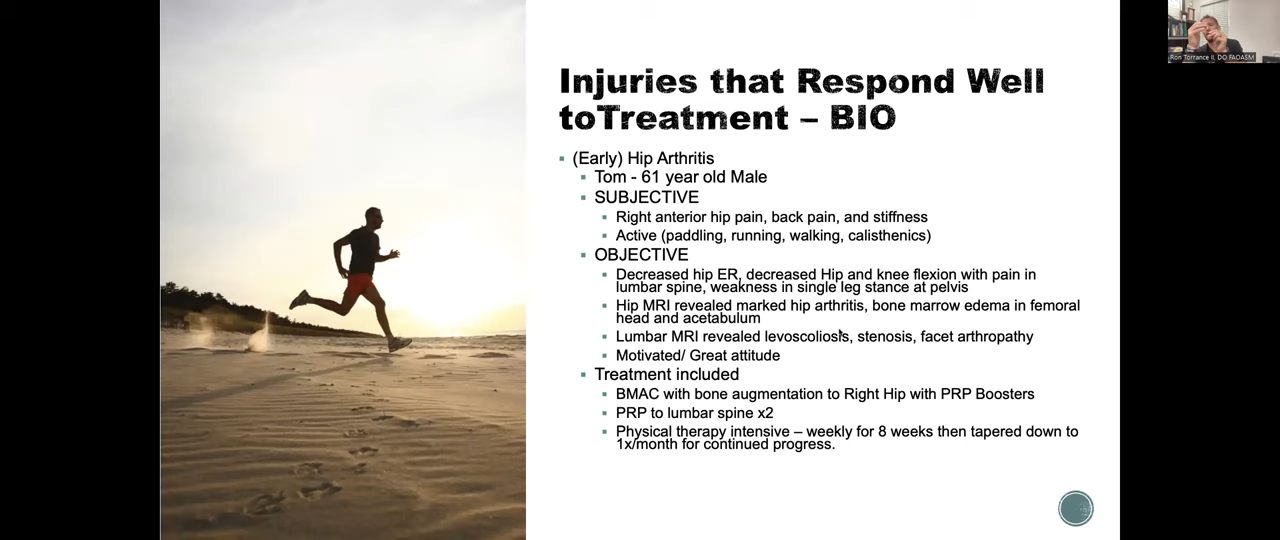 Injuries that Respond Well
toTreatment – BIO
(Early) Hip Arthritis
Tom - 61 year old Male
SUBJECTIVE
Right anterior hip pain, back pain, and stiffness
Active (paddling, running, walking, calisthenics)
OBJECTIVE
Decreased hip ER, decreased Hip and knee flexion with pain in
lumbar spine, weakness in single leg stance at pelvis
Hip MRI revealed marked hip arthritis, bone marrow edema in femoral
head and acetabulum
Lumbar MRI revealed levoscoliosis, stenosis, facet arthropathy
Motivated/ Great attitude
Treatment included
BMAC with bone augmentation to Right Hip with PRP Boosters
PRP to lumbar spine x2
Physical therapy intensive – weekly for 8 weeks then tapered down to
1x/month for continued progress.
Ron Torrance II, DO FAOASM